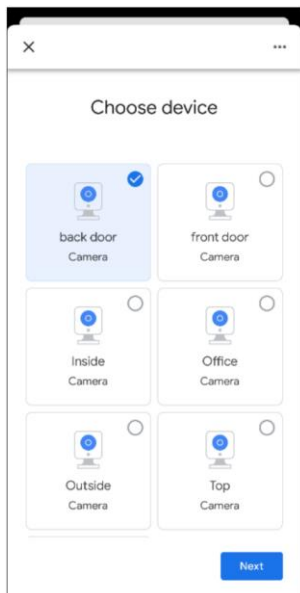 Choose device
back door
Camera
front door
Camera
Inside
Camera
Office
Camera
Outside
Camera
Top
Camera
Next